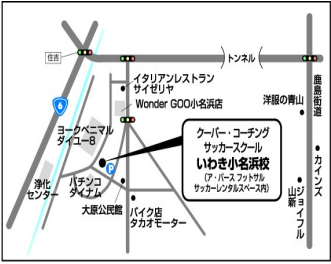 住吉
トンネル
鹿島街道
イタリアンレストラン
サイゼリヤ
Wonder GOO小名浜店
洋服の青山
6
ヨークベニマル
ダイユー8
クーバー・コーチング
サッカースクール
いわき小名浜校
(ア・パース フットサル
サッカーレンタルスペース内)
カインズ
P
浄化
センター
パチンコ
ダイナム
大原公民館
バイク店
タカオモーター
ジョイフル
山新